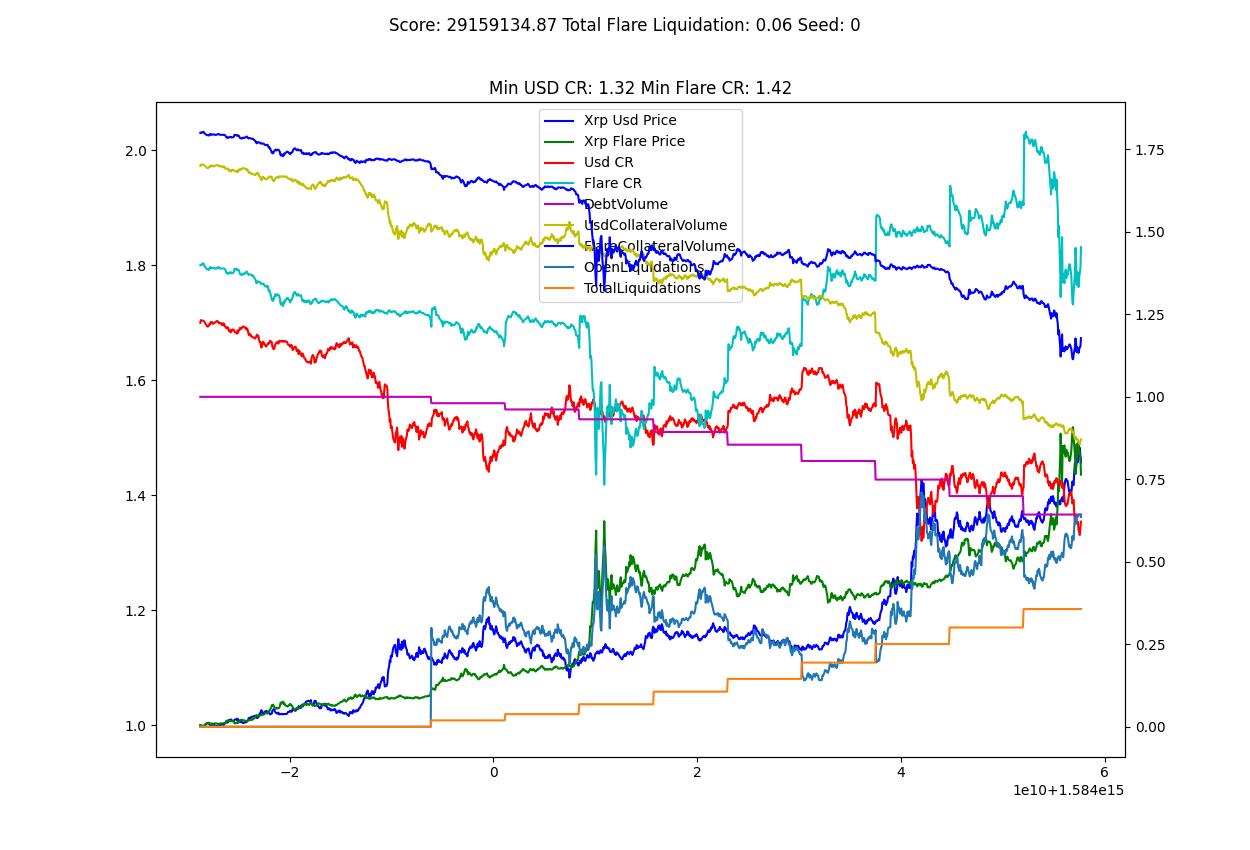 Score: 29159134.87 Total Flare Liquidation: 0.06 Seed: 0
Min USD CR: 1.32 Min Flare CR: 1.42
Xrp Usd Price
Xrp Flare Price
Usd CR
Flare CR
DebtVolume
UsdCollateralVolume
FlareCollateralVolume
OpenLiquidations
TotalLiquidations
2.0
1.8
1.6
1.4
1.2
1.0
1.75
1.50
1.25
1.00
0.75
0.50
0.25
0.00
−2
0
2
4
6
1e10+1.584e15